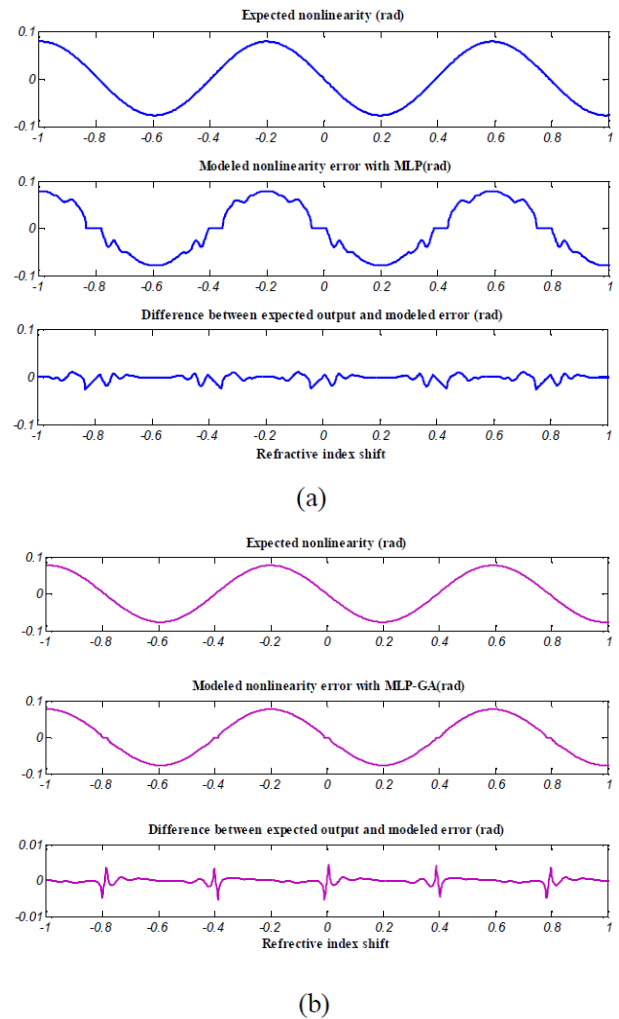 Expected nonlinearity (rad)
0.1
0
-0.1
-1 -0.8 -0.6 -0.4 -0.2 0 0.2 0.4 0.6 0.8 1
Modeled nonlinearity error with MLP(rad)
0.1
0
-0.1
-1 -0.8 -0.6 -0.4 -0.2 0 0.2 0.4 0.6 0.8 1
Difference between expected output and modeled error (rad)
0.1
0
-0.1
-1 -0.8 -0.6 -0.4 -0.2 0 0.2 0.4 0.6 0.8 1
Refractive index shift
(a)
Expected nonlinearity (rad)
0.1
0
-0.1
-1 -0.8 -0.6 -0.4 -0.2 0 0.2 0.4 0.6 0.8 1
Modeled nonlinearity error with MLP-GA(rad)
0.1
0
-0.1
-1 -0.8 -0.6 -0.4 -0.2 0 0.2 0.4 0.6 0.8 1
Difference between expected output and modeled error (rad)
0.01
0
-0.01
-1 -0.8 -0.6 -0.4 -0.2 0 0.2 0.4 0.6 0.8 1
Refrective index shift
(b)